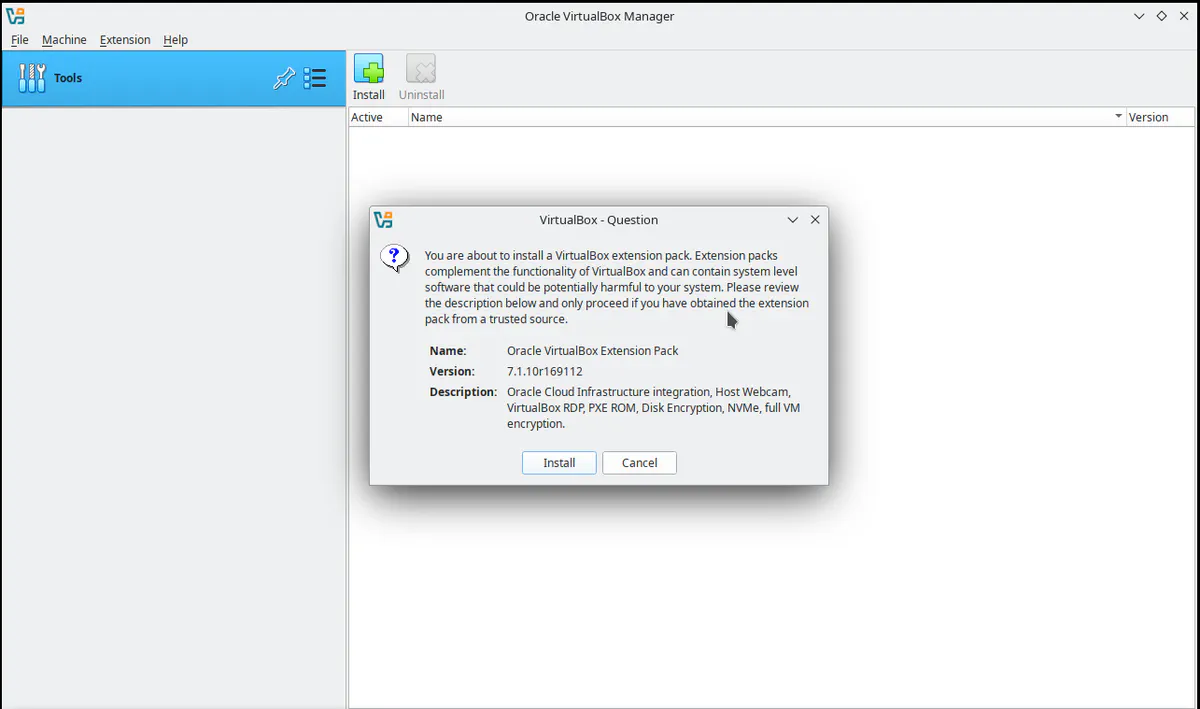 Oracle VirtualBox Manager
File Machine Extension Help
Tools
Install Uninstall
Active Name Version
VirtualBox - Question
?
You are about to install a VirtualBox extension pack. Extension packs
complement the functionality of VirtualBox and can contain system level
software that could be potentially harmful to your system. Please review
the description below and only proceed if you have obtained the extension
pack from a trusted source.
Name: Oracle VirtualBox Extension Pack
Version: 7.1.10r169112
Description: Oracle Cloud Infrastructure integration, Host Webcam,
VirtualBox RDP, PXE ROM, Disk Encryption, NVMe, full VM
encryption.
Install Cancel